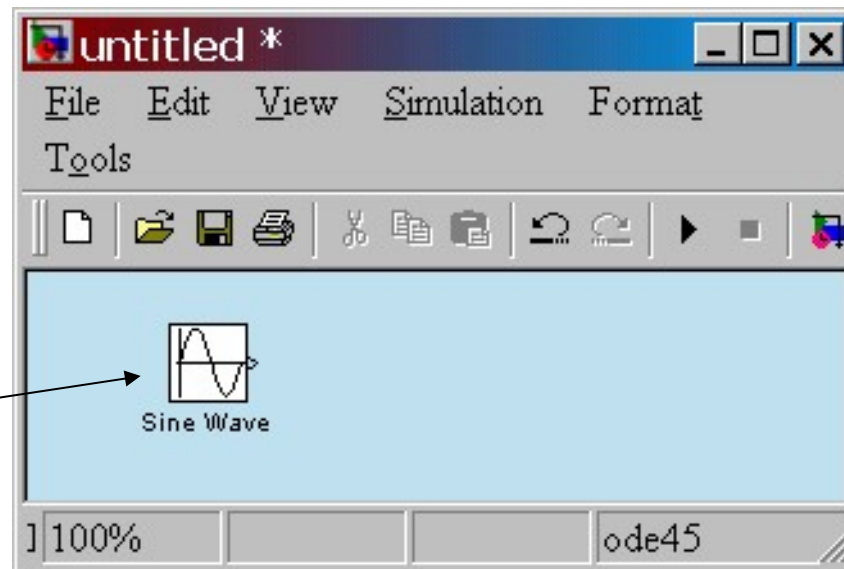 untitled *
File Edit View Simulation Format
Tools
Sine Wave
100% ode45